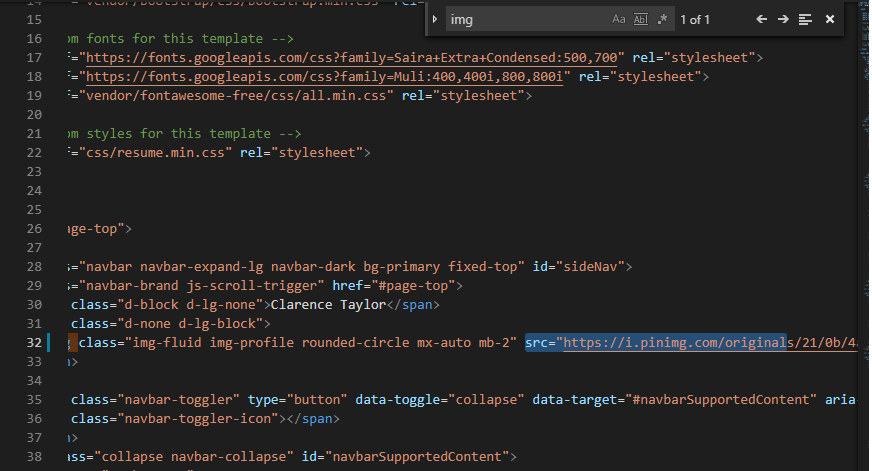 14 ="vendor/bootstrap/css/bootstrap.min.css" rel=
img Aa Ab| .* 1 of 1
15
16 om fonts for this template -->
17 f="https://fonts.googleapis.com/css?family=Saira+Extra+Condensed:500,700" rel="stylesheet">
18 f="https://fonts.googleapis.com/css?family=Muli:400,400i,800,800i" rel="stylesheet">
19 f="vendor/fontawesome-free/css/all.min.css" rel="stylesheet">
20
21 om styles for this template -->
22 f="css/resume.min.css" rel="stylesheet">
23
24
25
26 age-top">
27
28 s="navbar navbar-expand-lg navbar-dark bg-primary fixed-top" id="sideNav">
29 s="navbar-brand js-scroll-trigger" href="#page-top">
30 class="d-block d-lg-none">Clarence Taylor</span>
31 class="d-none d-lg-block">
32 g class="img-fluid img-profile rounded-circle mx-auto mb-2" src="https://i.pinimg.com/originals/21/0b/4a
33 n>
34
35 class="navbar-toggler" type="button" data-toggle="collapse" data-target="#navbarSupportedContent" aria
36 class="navbar-toggler-icon"></span>
37 n>
38 ass="collapse navbar-collapse" id="navbarSupportedContent">